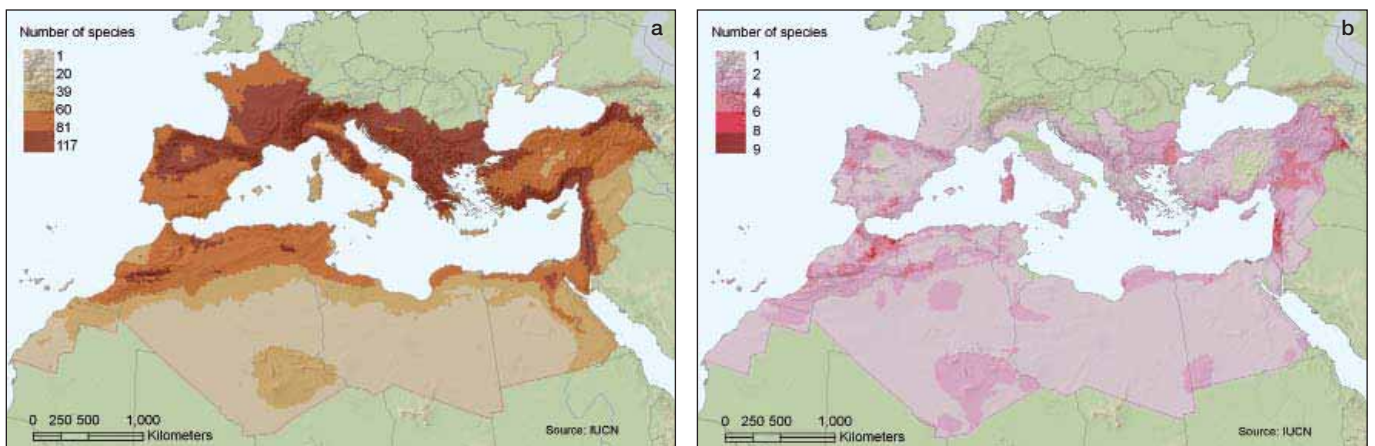 a
Number of species
1
20
39
60
81
117
0 250 500 1,000
Kilometers
Source: IUCN
b
Number of species
1
2
4
6
8
9
0 250 500 1,000
Kilometers
Source: IUCN